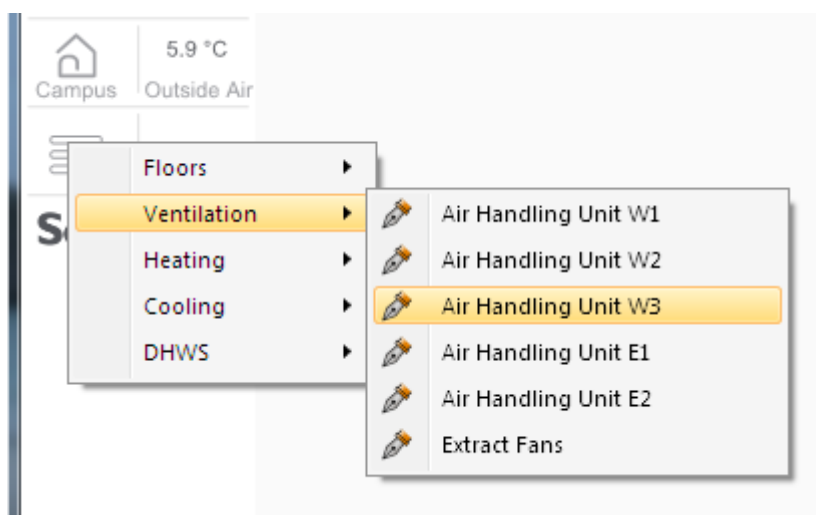 5.9 °C
Campus
Outside Air
Floors
Ventilation
Heating
Cooling
DHWS
Air Handling Unit W1
Air Handling Unit W2
Air Handling Unit W3
Air Handling Unit E1
Air Handling Unit E2
Extract Fans